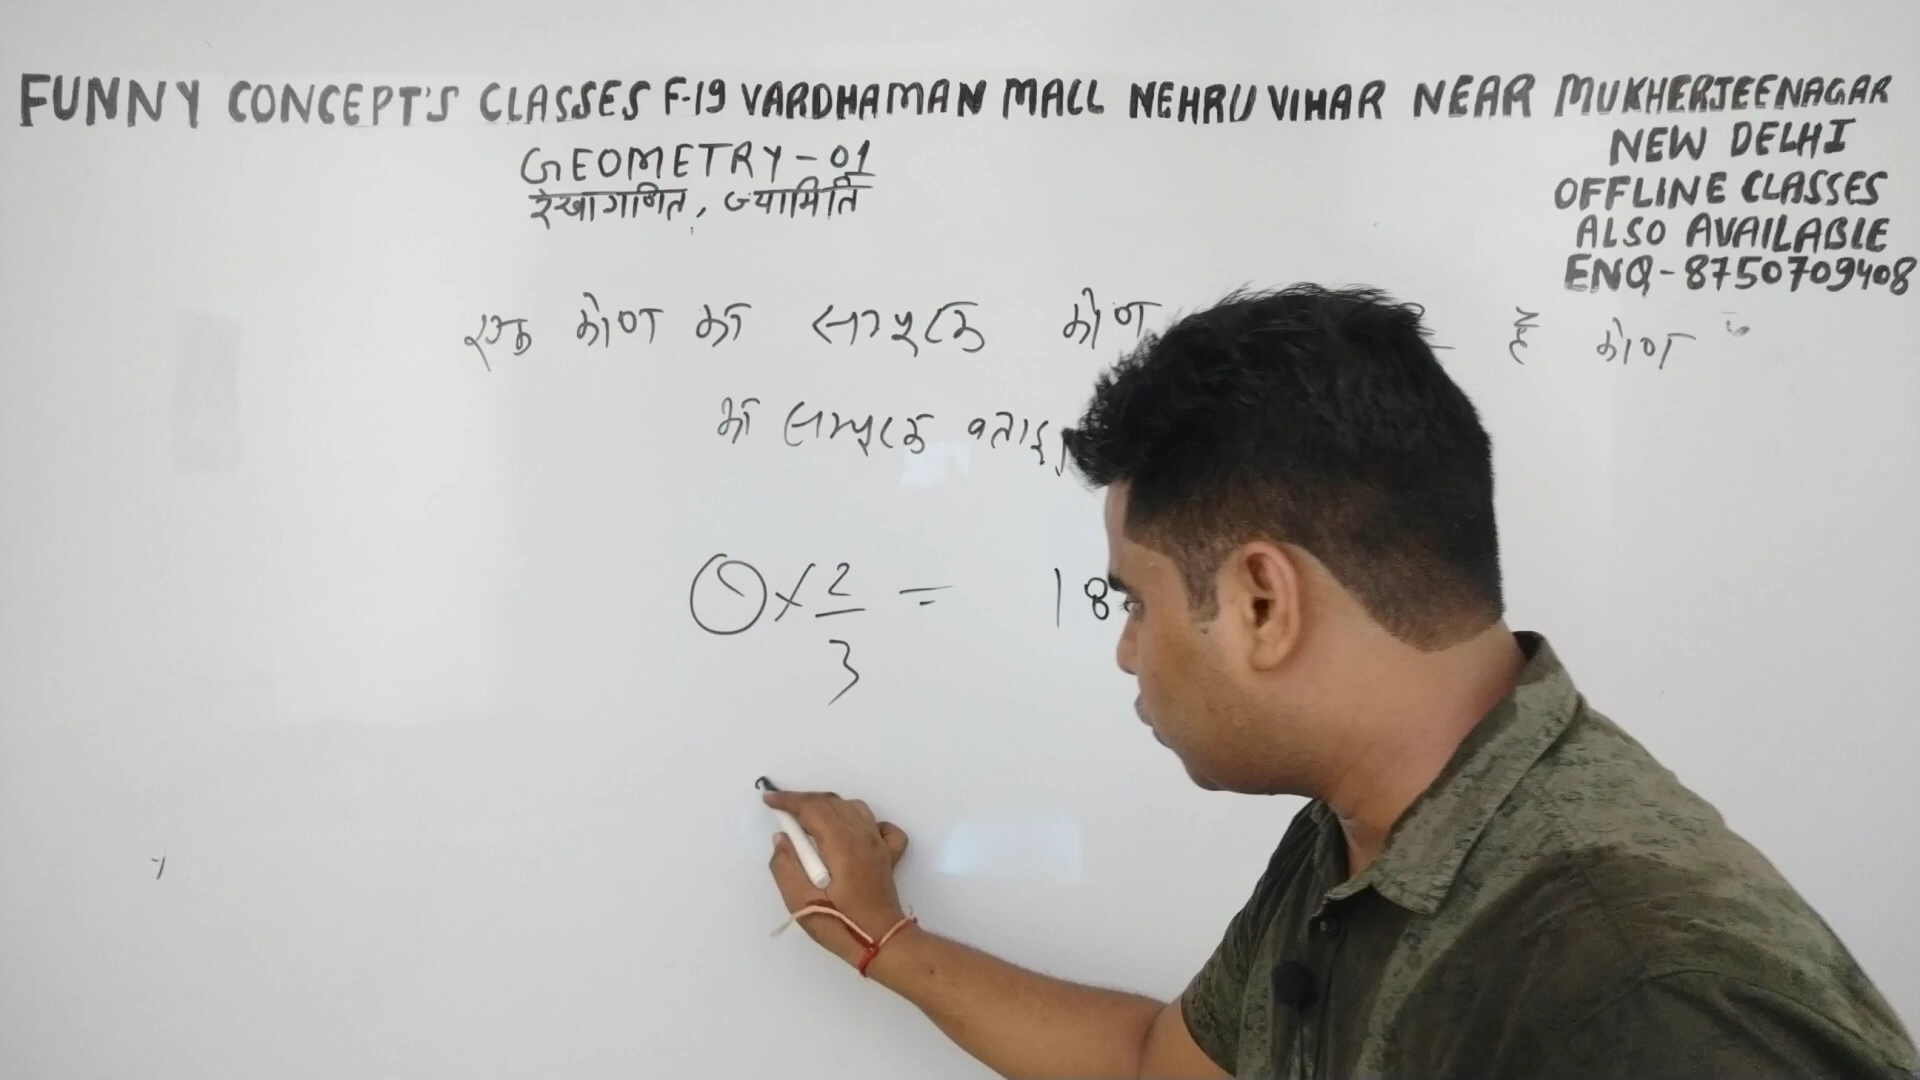 FUNNY CONCEPT'S CLASSES F-19 VARDHAMAN MALL NEHRU VIHAR NEAR MUKHERJEENAGAR
NEW DELHI
OFFLINE CLASSES
ALSO AVAILABLE
ENQ-8750709408
GEOMETRY-01
रेखागणित, ज्यामिति
एक कोण का सम्पूरक कोण है कोण
का सम्पूरक बताइ
θ × 2/3 = 18